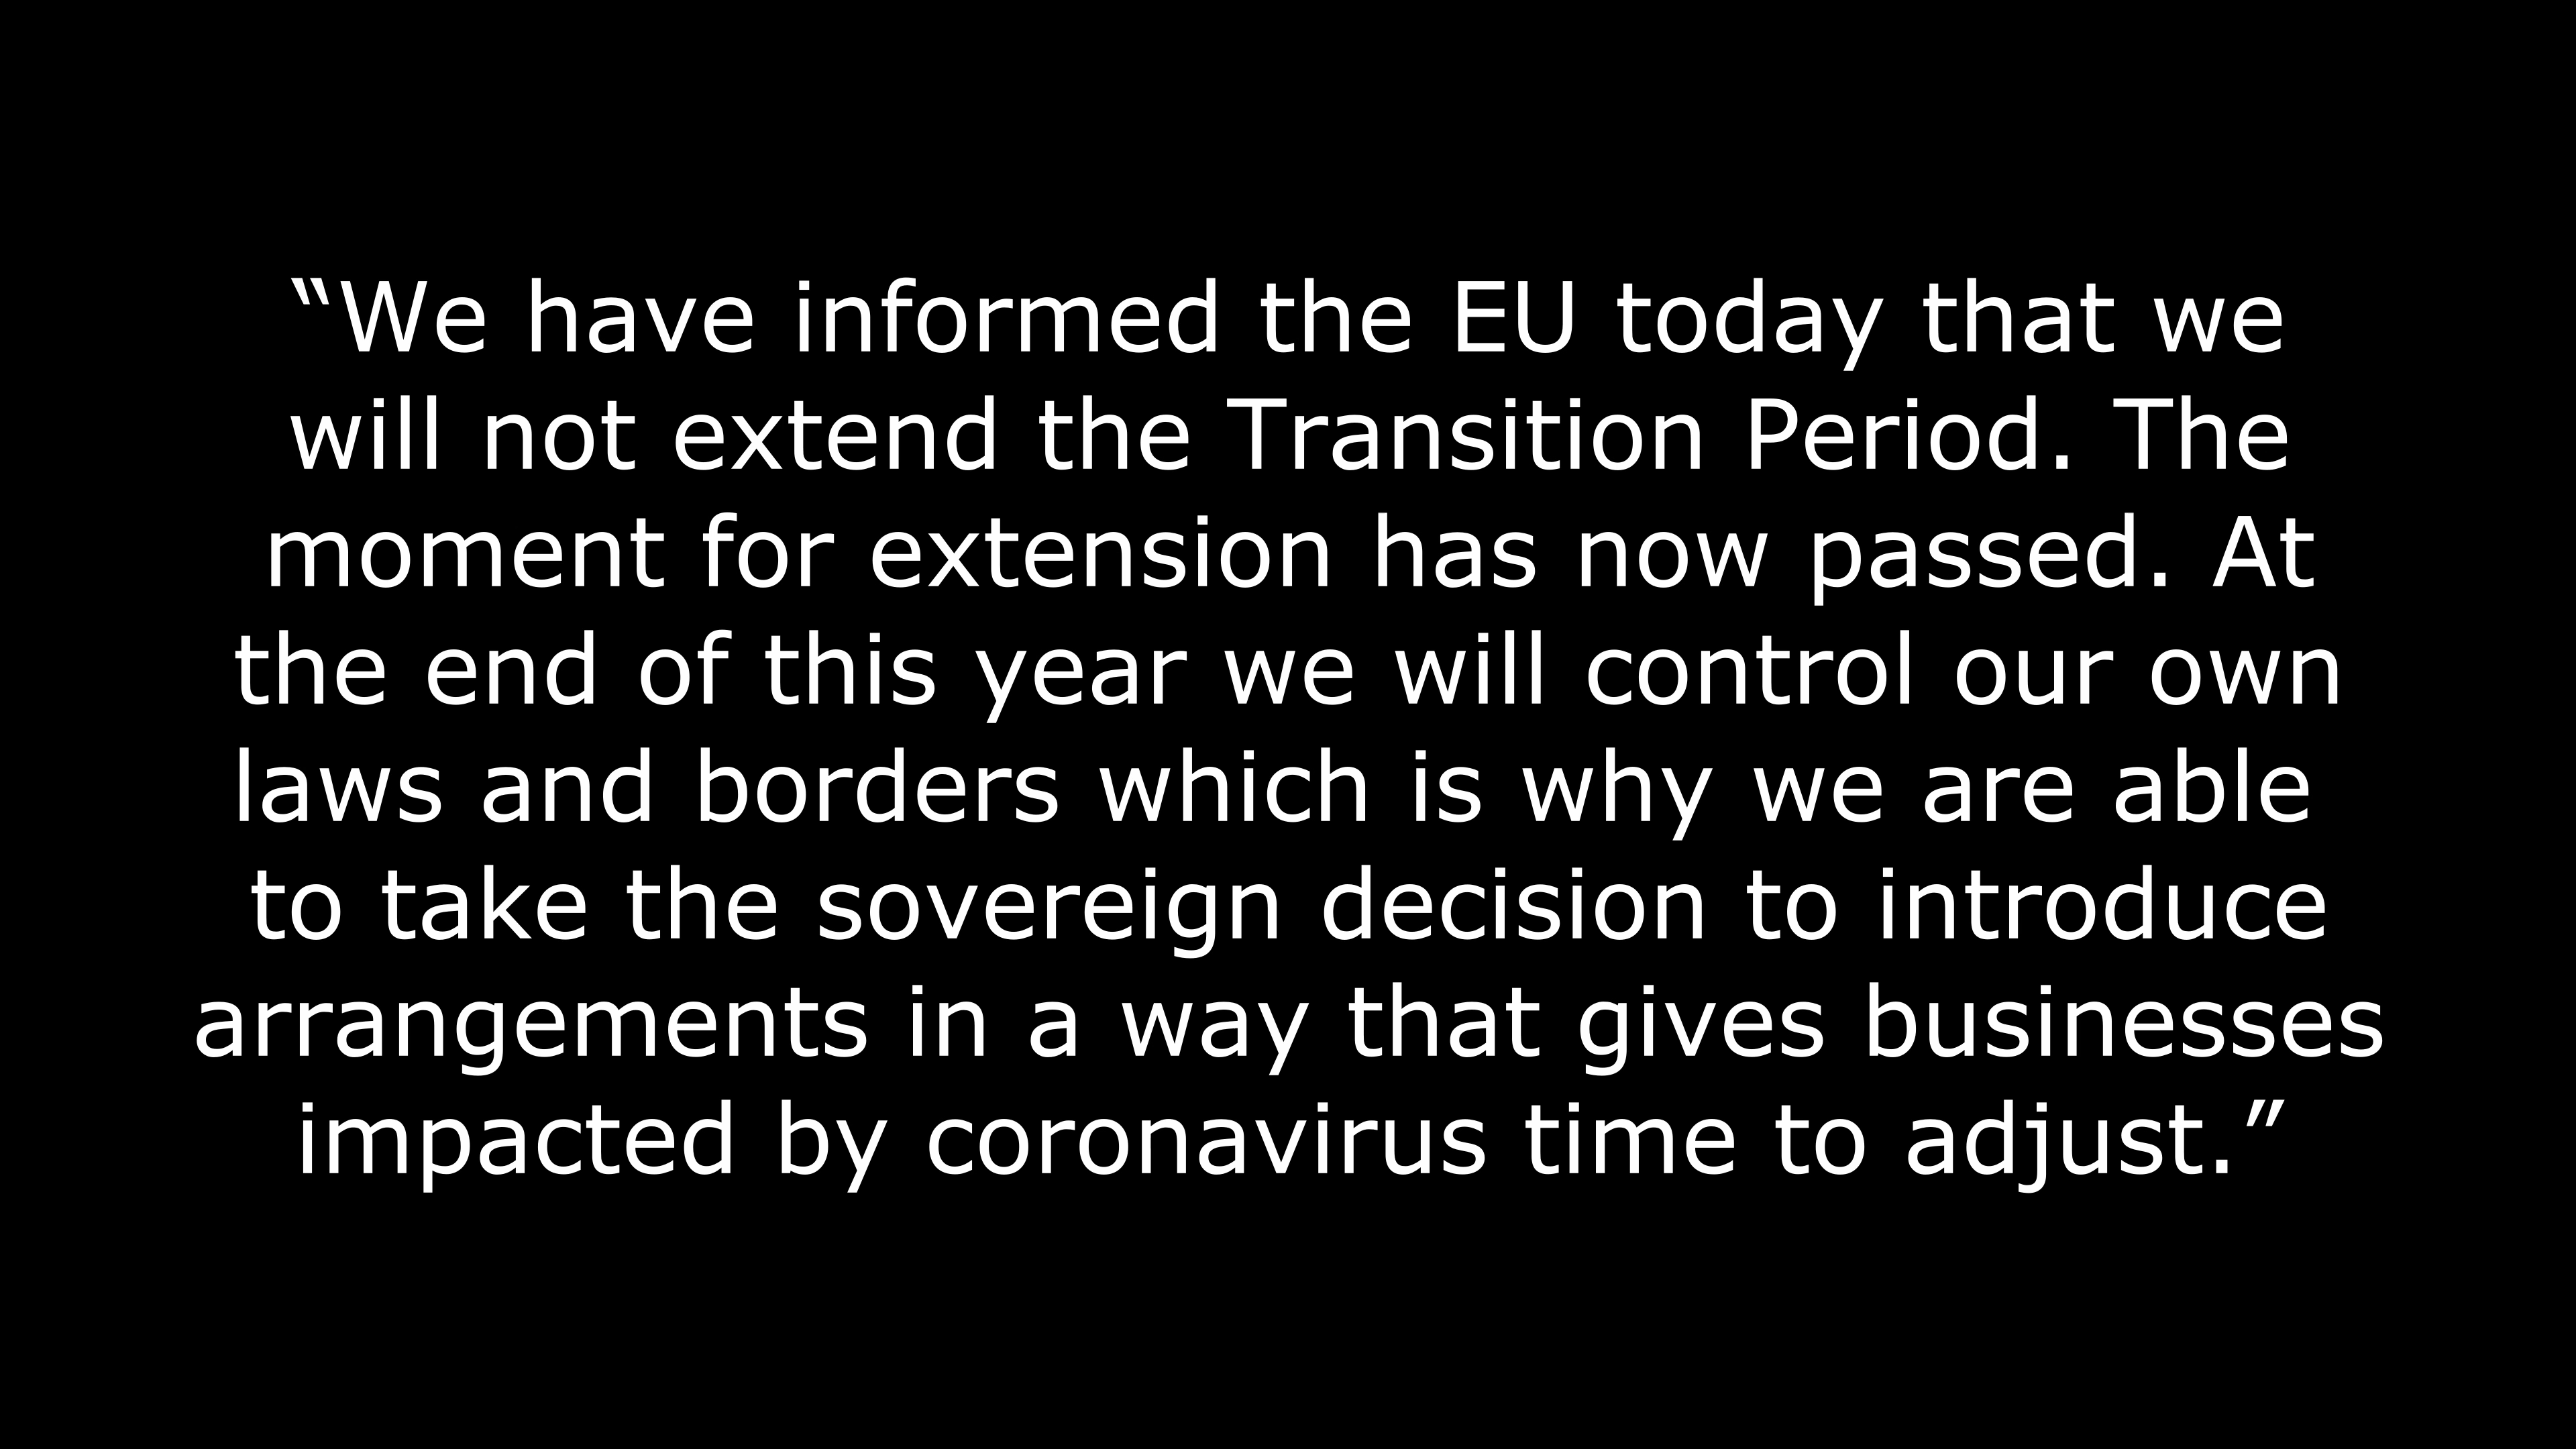 “We have informed the EU today that we
will not extend the Transition Period. The
moment for extension has now passed. At
the end of this year we will control our own
laws and borders which is why we are able
to take the sovereign decision to introduce
arrangements in a way that gives businesses
impacted by coronavirus time to adjust.”